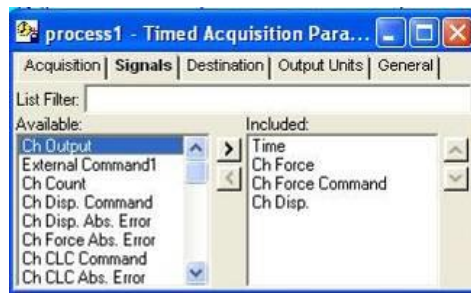 process1 - Timed Acquisition Para...
Acquisition Signals Destination Output Units General
List Filter:
Available: Included:
Ch Output Time
External Command1 Ch Force
Ch Count Ch Force Command
Ch Disp. Command Ch Disp.
Ch Disp. Abs. Error
Ch Force Abs. Error
Ch CLC Command
Ch CLC Abs. Error